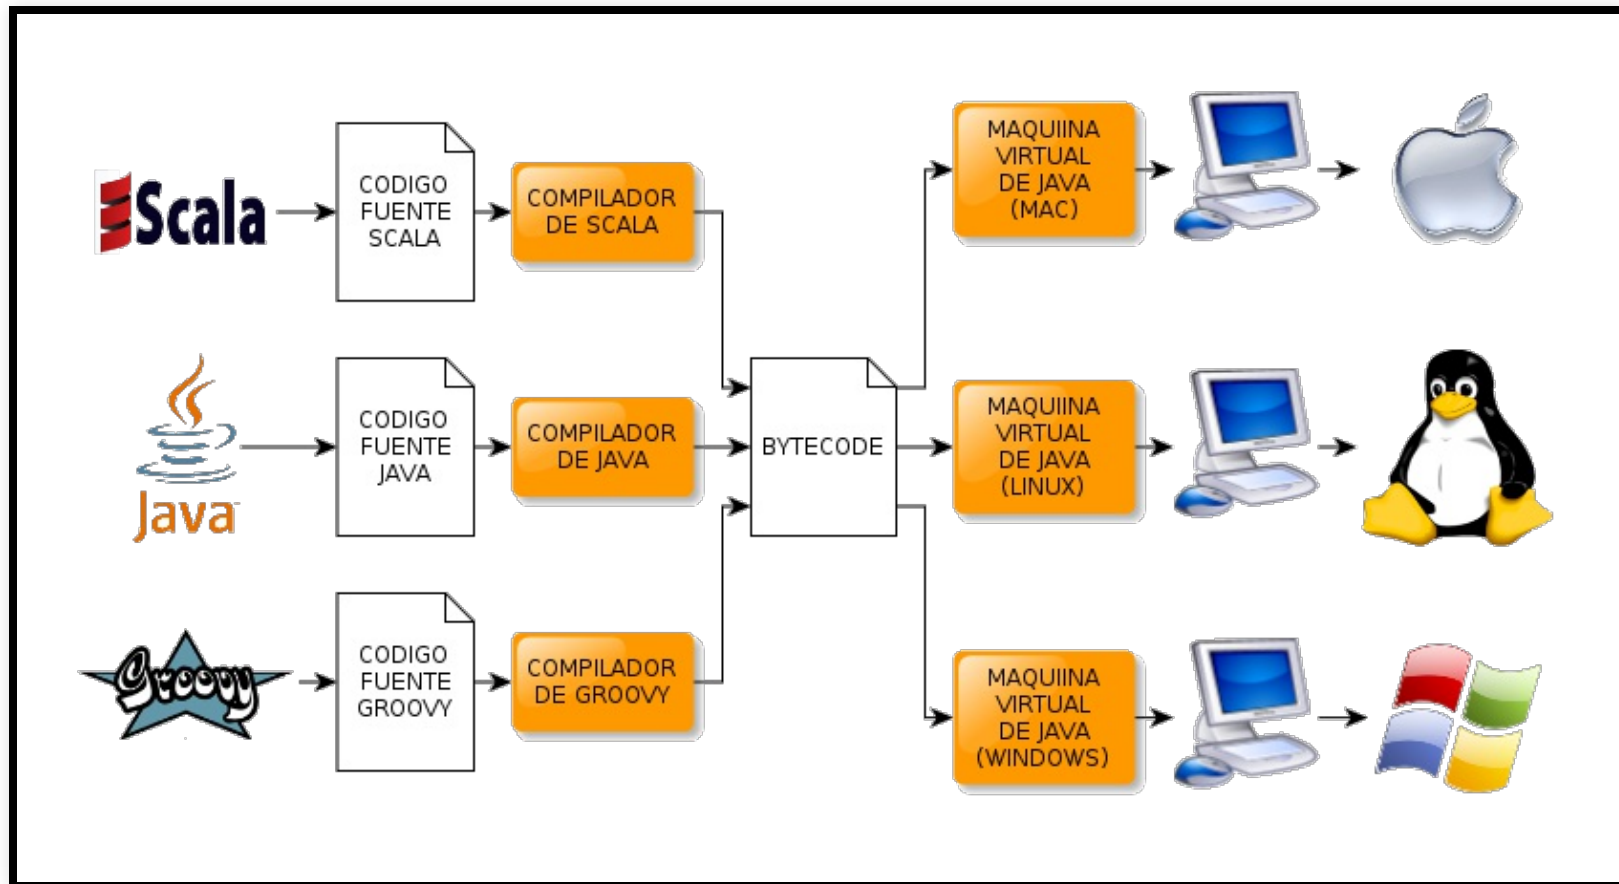 Scala
CODIGO
FUENTE
SCALA
COMPILADOR
DE SCALA
MAQUIINA
VIRTUAL
DE JAVA
(MAC)
Java
CODIGO
FUENTE
JAVA
COMPILADOR
DE JAVA
BYTECODE
MAQUIINA
VIRTUAL
DE JAVA
(LINUX)
Groovy
CODIGO
FUENTE
GROOVY
COMPILADOR
DE GROOVY
MAQUIINA
VIRTUAL
DE JAVA
(WINDOWS)